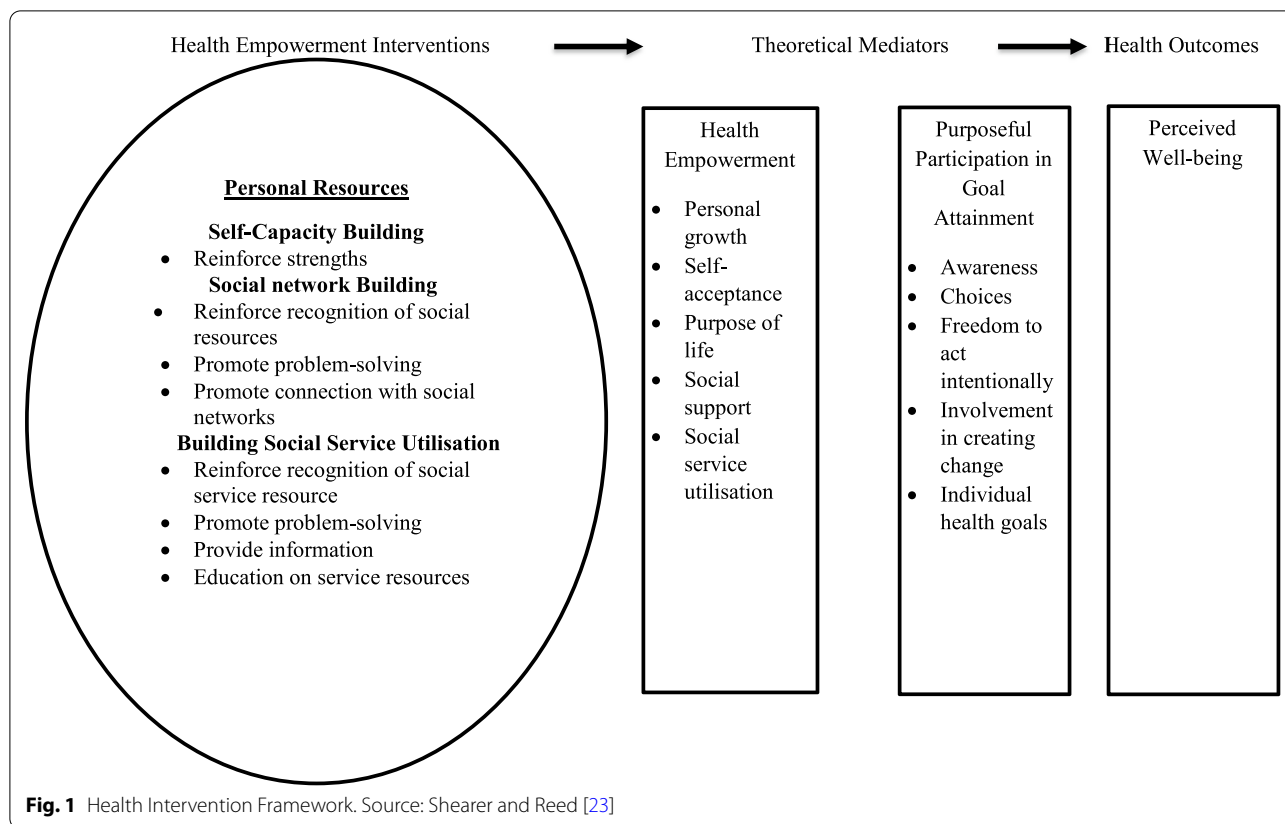 Health Empowerment Interventions
Theoretical Mediators
Health Outcomes
Personal Resources
Self-Capacity Building
• Reinforce strengths
Social network Building
• Reinforce recognition of social
resources
• Promote problem-solving
• Promote connection with social
networks
Building Social Service Utilisation
• Reinforce recognition of social
service resource
• Promote problem-solving
• Provide information
• Education on service resources
Health
Empowerment
• Personal
growth
• Self-
acceptance
• Purpose of
life
• Social
support
• Social
service
utilisation
Purposeful
Participation in
Goal
Attainment
• Awareness
• Choices
• Freedom to
act
intentionally
• Involvement
in creating
change
• Individual
health goals
Perceived
Well-being
Fig. 1 Health Intervention Framework. Source: Shearer and Reed [23]